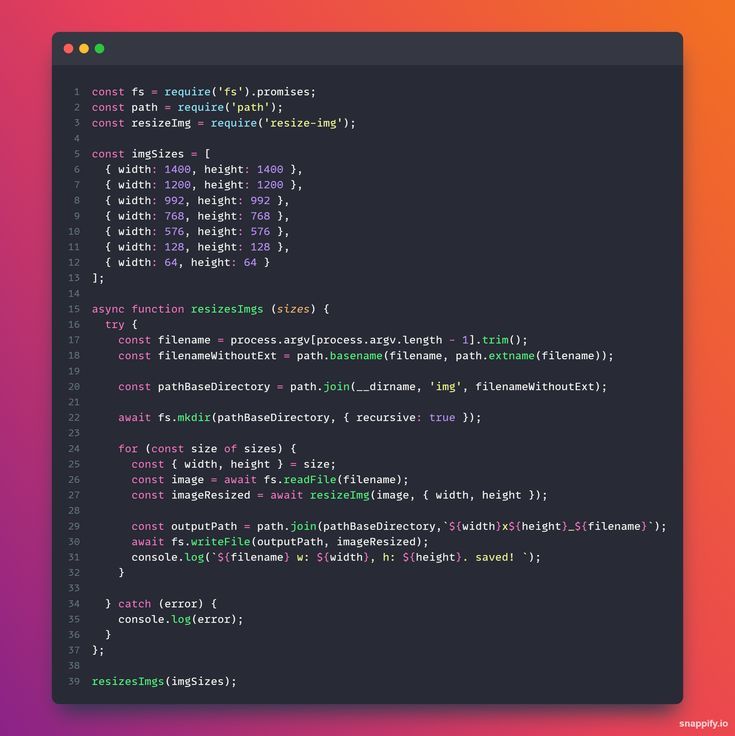 1 const fs = require('fs').promises;
2 const path = require('path');
3 const resizeImg = require('resize-img');
4
5 const imgSizes = [
6   { width: 1400, height: 1400 },
7   { width: 1200, height: 1200 },
8   { width: 992, height: 992 },
9   { width: 768, height: 768 },
10   { width: 576, height: 576 },
11   { width: 128, height: 128 },
12   { width: 64, height: 64 }
13 ];
14
15 async function resizesImgs (sizes) {
16   try {
17     const filename = process.argv[process.argv.length - 1].trim();
18     const filenameWithoutExt = path.basename(filename, path.extname(filename));
19
20     const pathBaseDirectory = path.join(__dirname, 'img', filenameWithoutExt);
21
22     await fs.mkdir(pathBaseDirectory, { recursive: true });
23
24     for (const size of sizes) {
25       const { width, height } = size;
26       const image = await fs.readFile(filename);
27       const imageResized = await resizeImg(image, { width, height });
28
29       const outputPath = path.join(pathBaseDirectory,`${width}x${height}_${filename}`);
30       await fs.writeFile(outputPath, imageResized);
31       console.log(`${filename} w: ${width}, h: ${height}. saved! `);
32     }
33
34   } catch (error) {
35     console.log(error);
36   }
37 };
38
39 resizesImgs(imgSizes);
snappify.io